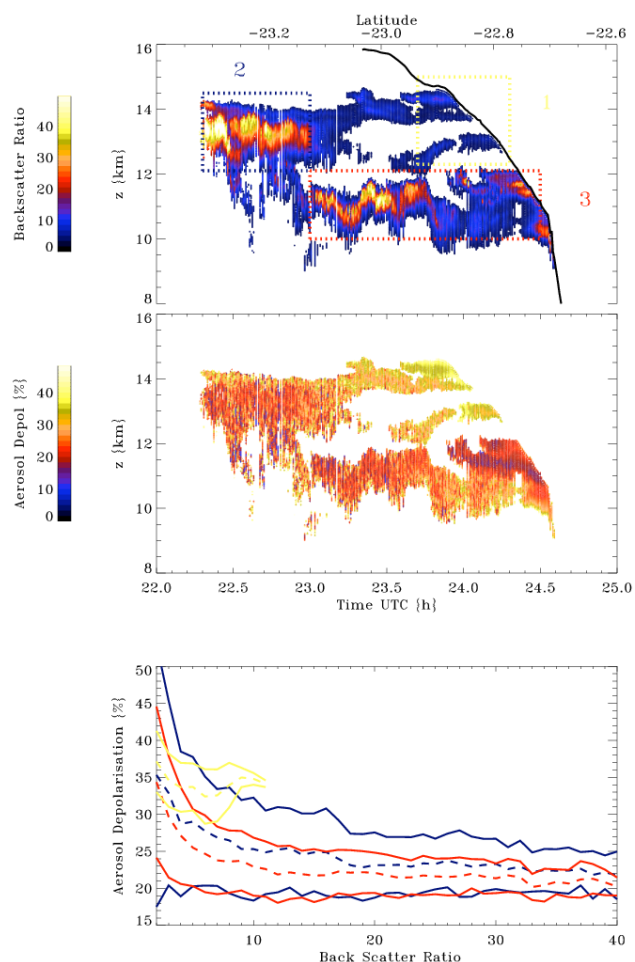 Latitude
−23.2 −23.0 −22.8 −22.6
16
14
12
10
8
z {km}
Backscatter Ratio
40
30
20
10
0
2
1
3
16
14
12
10
8
z {km}
Aerosol Depol {%}
40
30
20
10
0
22.0 22.5 23.0 23.5 24.0 24.5 25.0
Time UTC {h}
50
45
40
35
30
25
20
15
Aerosol Depolarisation {%}
10 20 30 40
Back Scatter Ratio